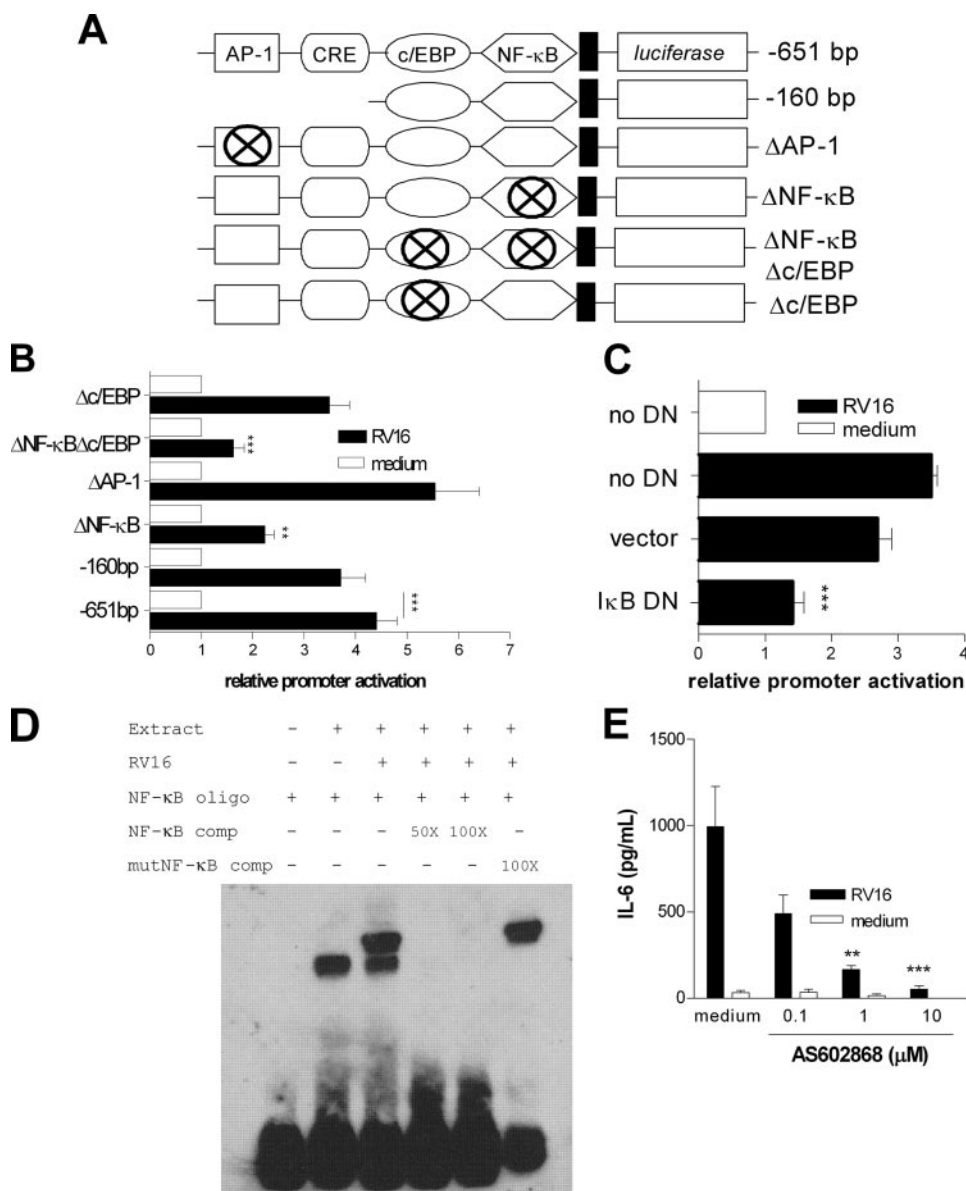 A
AP-1 CRE c/EBP NF-κB luciferase -651 bp
-160 bp
ΔAP-1
ΔNF-κB
ΔNF-κB
Δc/EBP
Δc/EBP
B
Δc/EBP
ΔNF-κBΔc/EBP
ΔAP-1
ΔNF-κB
-160bp
-651bp
RV16
medium
***
**
***
0 1 2 3 4 5 6 7
relative promoter activation
C
no DN
no DN
vector
IκB DN
RV16
medium
***
0 1 2 3 4
relative promoter activation
D
Extract - + + + + +
RV16 - - + + + +
NF-κB oligo + + + + + +
NF-κB comp - - - 50X 100X -
mutNF-κB comp - - - - - 100X
E
IL-6 (pg/mL)
1500
1000
500
0
RV16
medium
** ***
medium 0.1 1 10
AS602868 (μM)